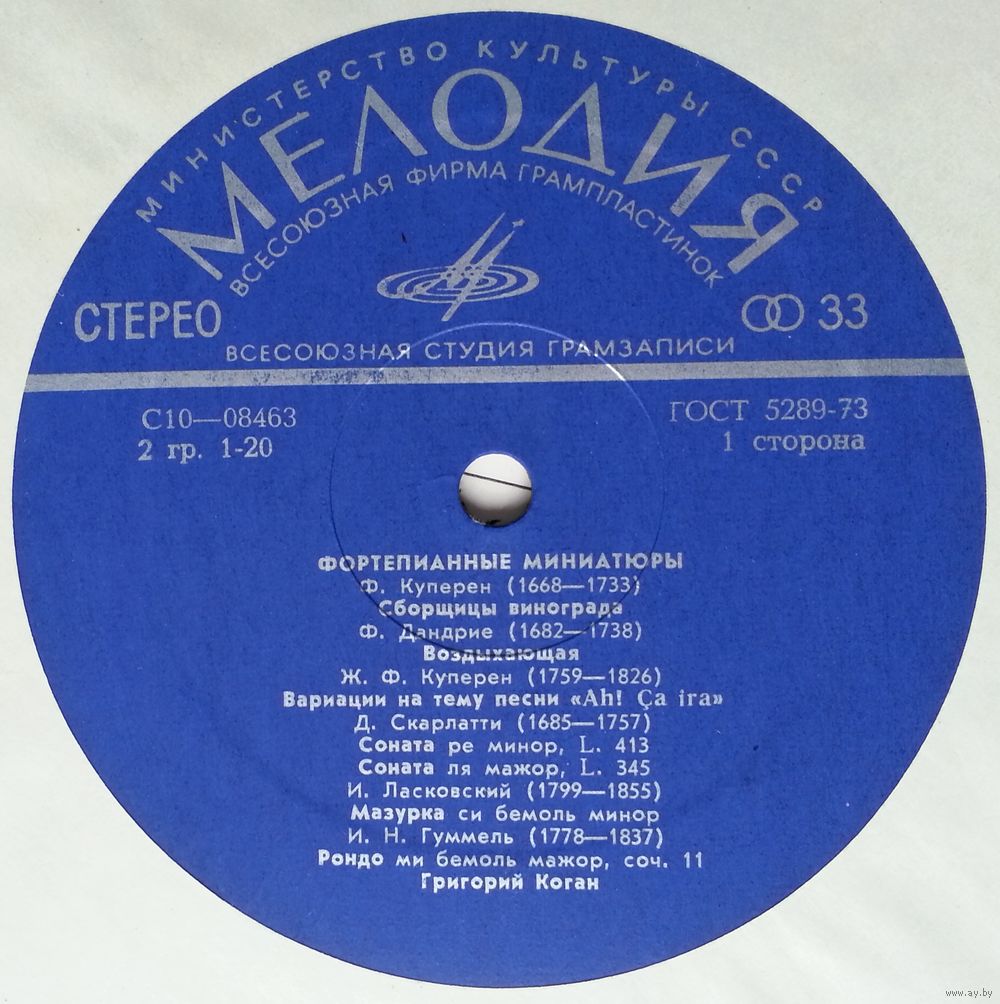 МИНИСТЕРСТВО КУЛЬТУРЫ СССР
МЕЛОДИЯ
ВСЕСОЮЗНАЯ ФИРМА ГРАМПЛАСТИНОК
СТЕРЕО
33
ВСЕСОЮЗНАЯ СТУДИЯ ГРАМЗАПИСИ
С10—08463
ГОСТ 5289-73
2 гр. 1-20
1 сторона
ФОРТЕПИАННЫЕ МИНИАТЮРЫ
Ф. Куперен (1668—1733)
Сборщицы винограда
Ф. Дандрие (1682—1738)
Воздыхающая
Ж. Ф. Куперен (1759—1826)
Вариации на тему песни «Ah! Ça ira»
Д. Скарлатти (1685—1757)
Соната ре минор, L. 413
Соната ля мажор, L. 345
И. Ласковский (1799—1855)
Мазурка си бемоль минор
И. Н. Гуммель (1778—1837)
Рондо ми бемоль мажор, соч. 11
Григорий Коган
www.ay.by